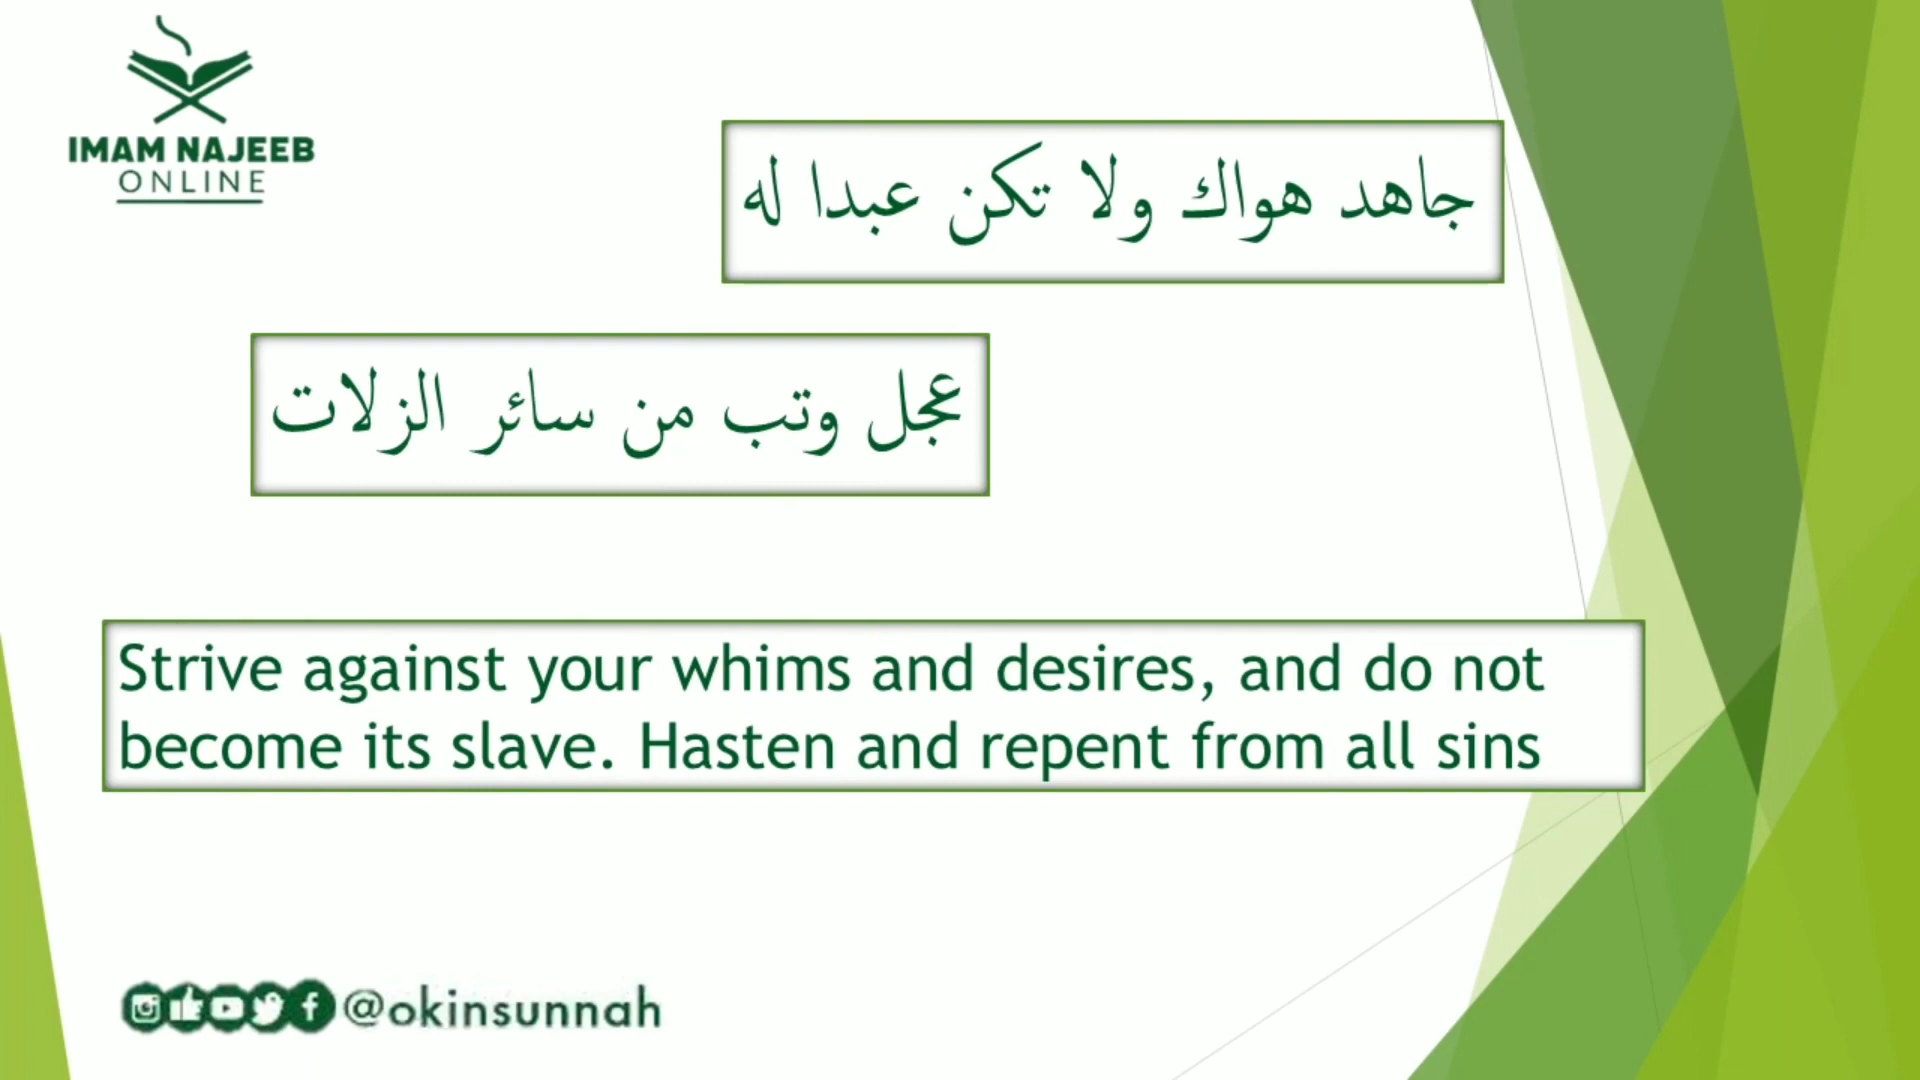 IMAM NAJEEB
ONLINE
جاهد هواك ولا تكن عبدا له
عجل وتب من سائر الزلات
Strive against your whims and desires, and do not
become its slave. Hasten and repent from all sins
@okinsunnah